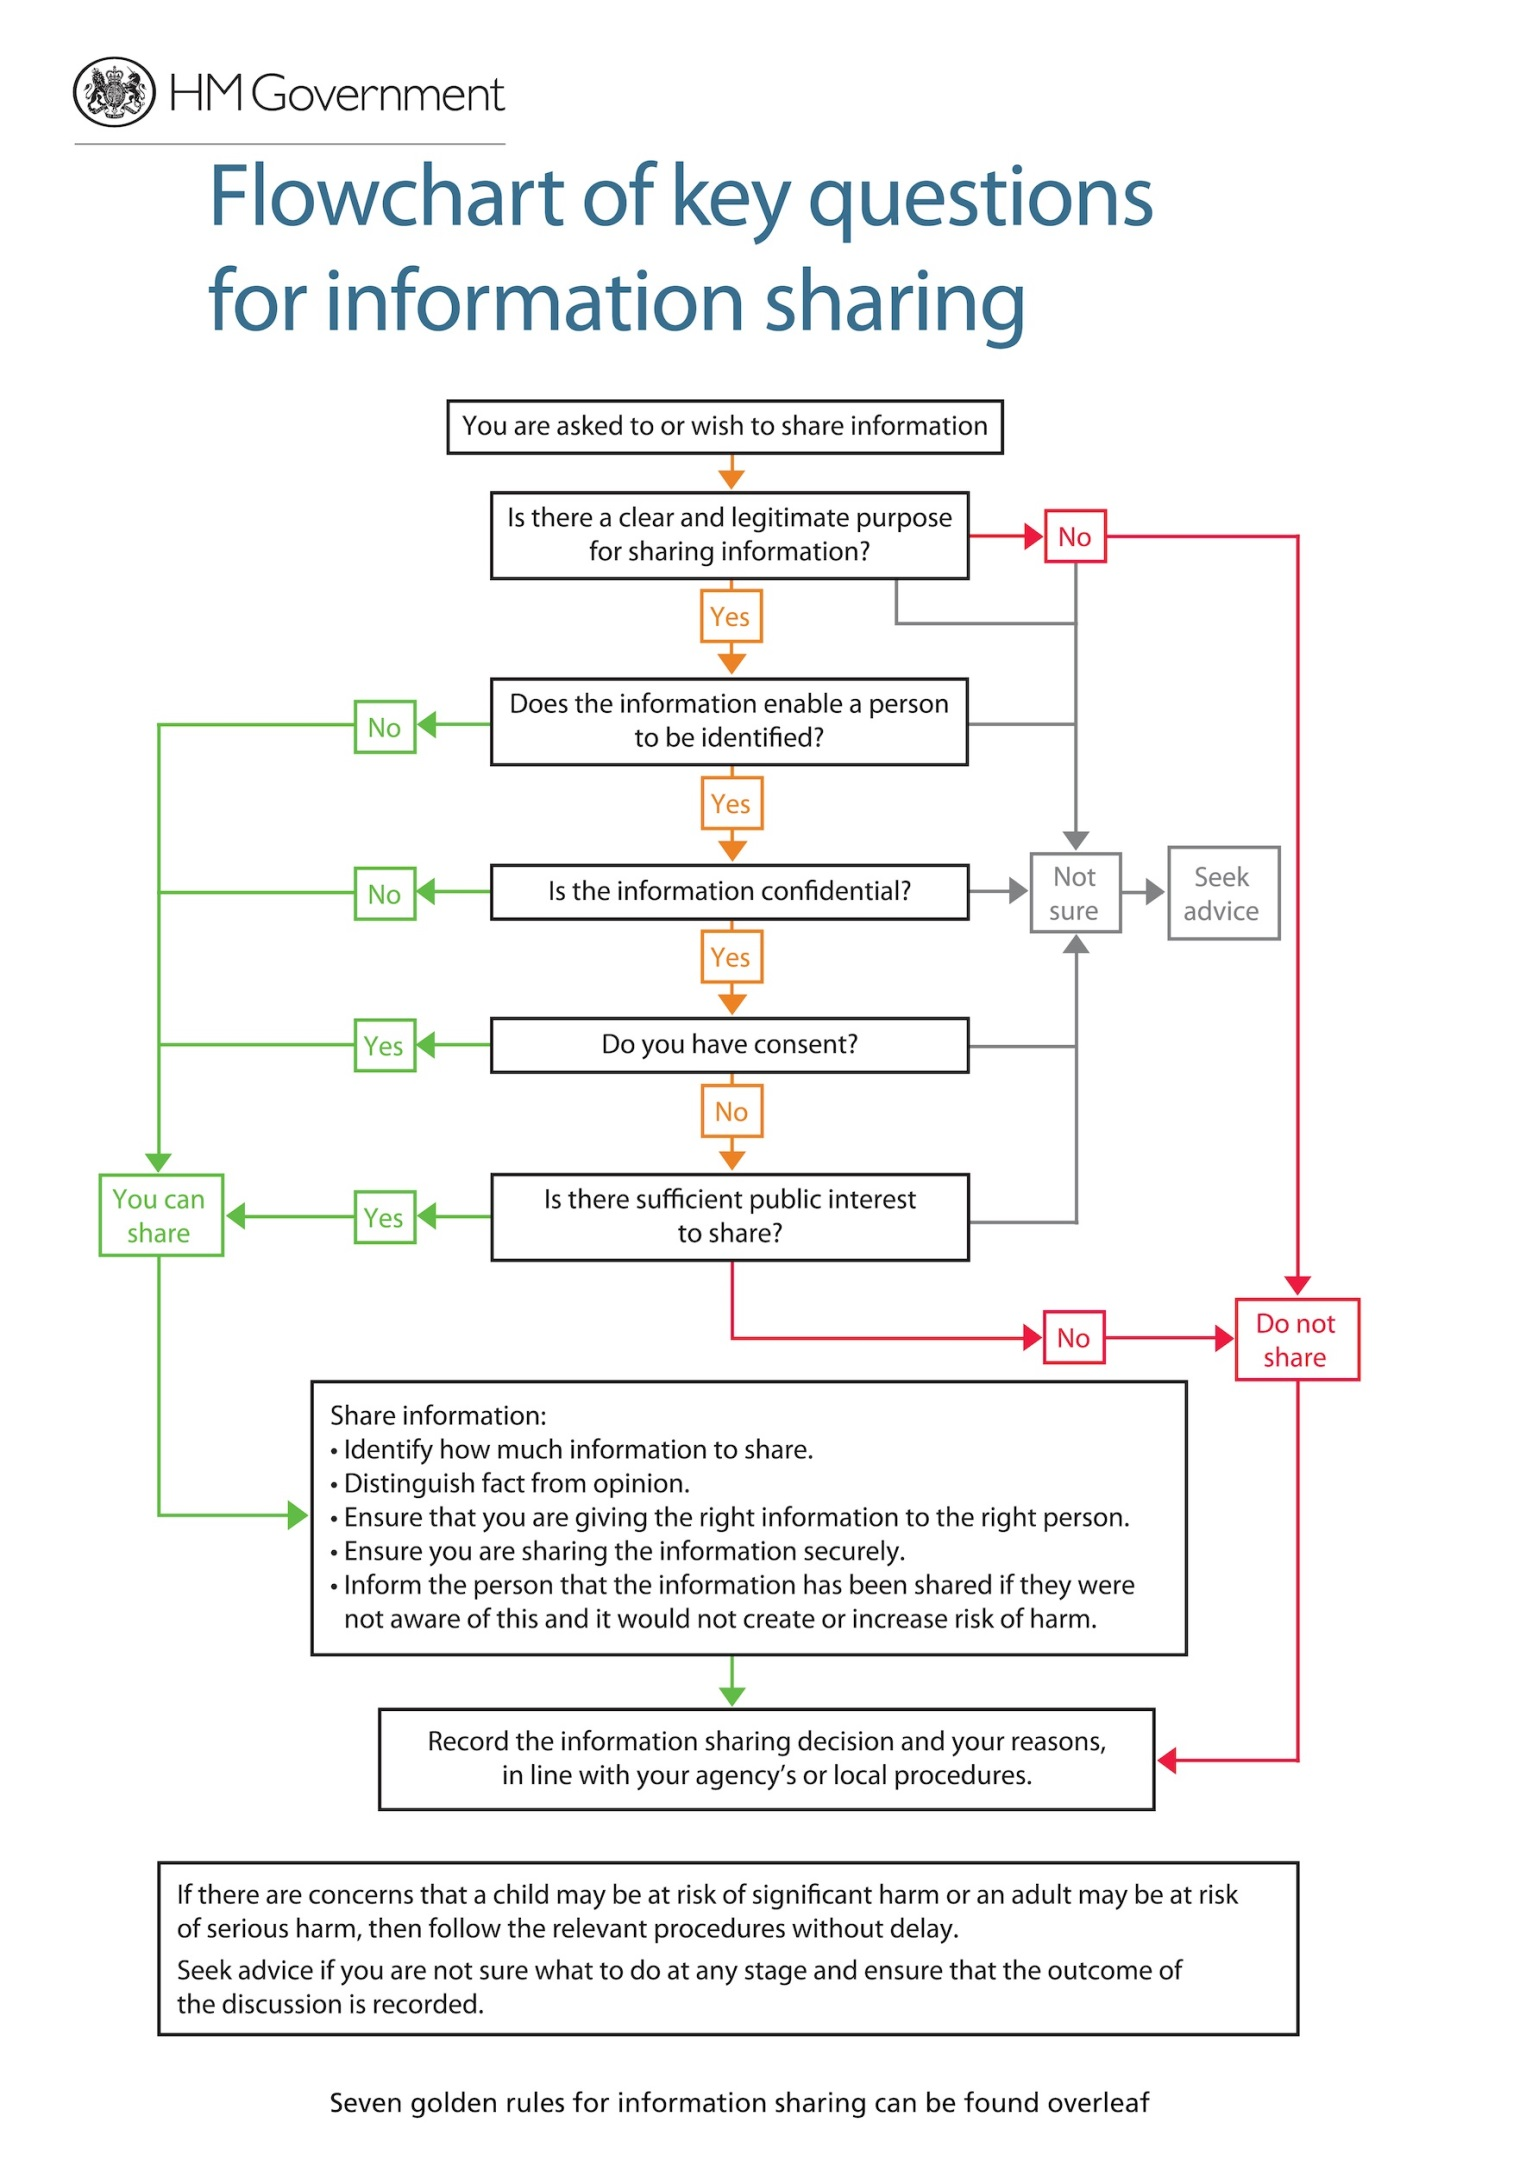 HM Government
Flowchart of key questions
for information sharing
You are asked to or wish to share information
Is there a clear and legitimate purpose
for sharing information?
No
Yes
Does the information enable a person
to be identified?
No
Yes
Is the information confidential?
No
Not
sure
Seek
advice
Yes
Do you have consent?
Yes
No
Is there sufficient public interest
to share?
Yes
You can
share
No
Do not
share
Share information:
• Identify how much information to share.
• Distinguish fact from opinion.
• Ensure that you are giving the right information to the right person.
• Ensure you are sharing the information securely.
• Inform the person that the information has been shared if they were
not aware of this and it would not create or increase risk of harm.
Record the information sharing decision and your reasons,
in line with your agency’s or local procedures.
If there are concerns that a child may be at risk of significant harm or an adult may be at risk
of serious harm, then follow the relevant procedures without delay.
Seek advice if you are not sure what to do at any stage and ensure that the outcome of
the discussion is recorded.
Seven golden rules for information sharing can be found overleaf